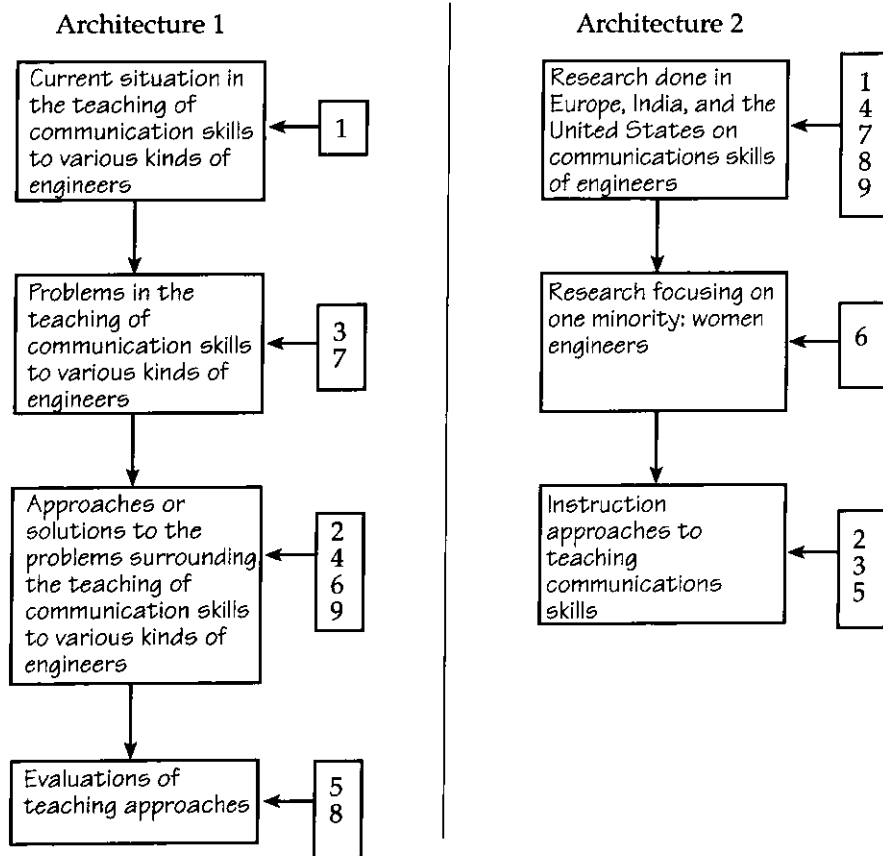 Architecture 1
Current situation in
the teaching of
communication skills
to various kinds of
engineers
1
Problems in the
teaching of
communication skills
to various kinds of
engineers
3
7
Approaches or
solutions to the
problems surrounding
the teaching of
communication skills
to various kinds of
engineers
2
4
6
9
Evaluations of
teaching approaches
5
8
Architecture 2
Research done in
Europe, India, and the
United States on
communications skills
of engineers
1
4
7
8
9
Research focusing on
one minority: women
engineers
6
Instruction
approaches to
teaching
communications
skills
2
3
5